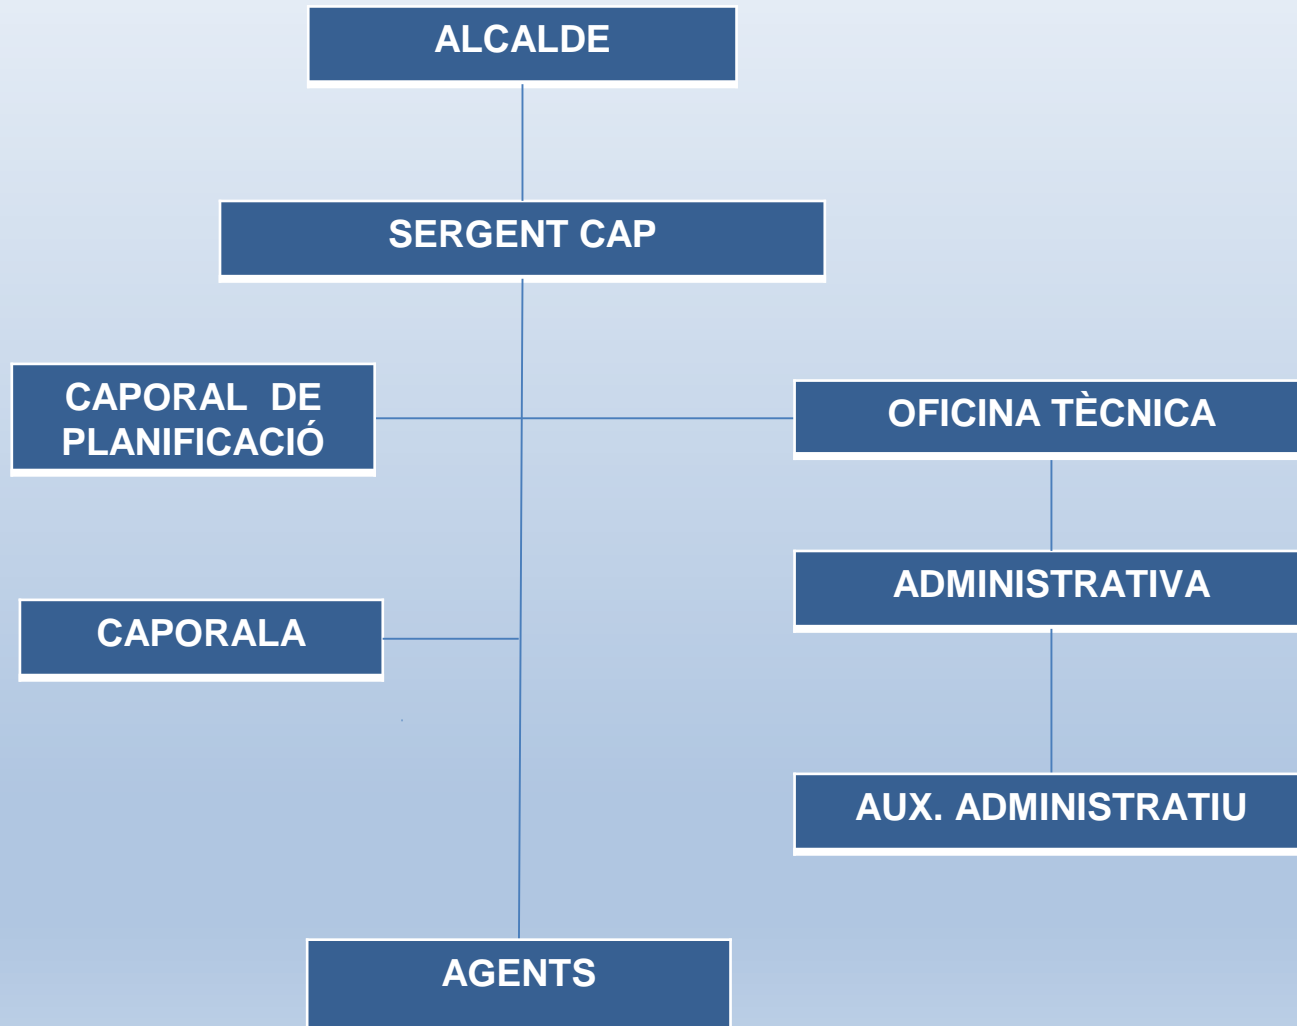 ALCALDE
SERGENT CAP
CAPORAL DE
PLANIFICACIÓ
OFICINA TÈCNICA
ADMINISTRATIVA
CAPORALA
AUX. ADMINISTRATIU
AGENTS